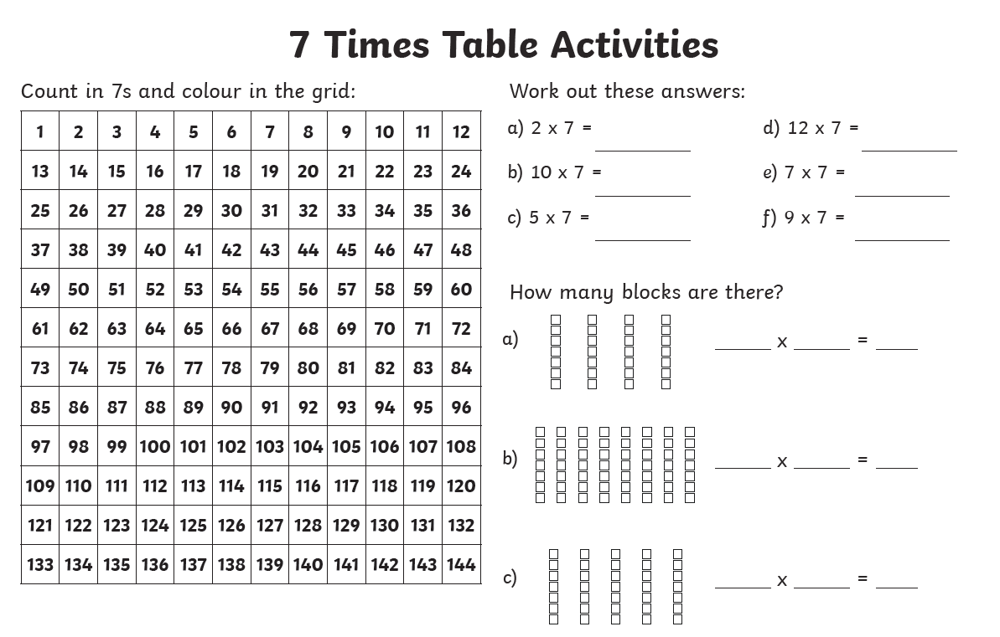 7 Times Table Activities
Count in 7s and colour in the grid:
1 2 3 4 5 6 7 8 9 10 11 12
13 14 15 16 17 18 19 20 21 22 23 24
25 26 27 28 29 30 31 32 33 34 35 36
37 38 39 40 41 42 43 44 45 46 47 48
49 50 51 52 53 54 55 56 57 58 59 60
61 62 63 64 65 66 67 68 69 70 71 72
73 74 75 76 77 78 79 80 81 82 83 84
85 86 87 88 89 90 91 92 93 94 95 96
97 98 99 100 101 102 103 104 105 106 107 108
109 110 111 112 113 114 115 116 117 118 119 120
121 122 123 124 125 126 127 128 129 130 131 132
133 134 135 136 137 138 139 140 141 142 143 144
Work out these answers:
a) 2 x 7 = ________ d) 12 x 7 = ________
b) 10 x 7 = ________ e) 7 x 7 = ________
c) 5 x 7 = ________ f) 9 x 7 = ________
How many blocks are there?
a) _____ x _____ = ____
b) _____ x _____ = ____
c) _____ x _____ = ____